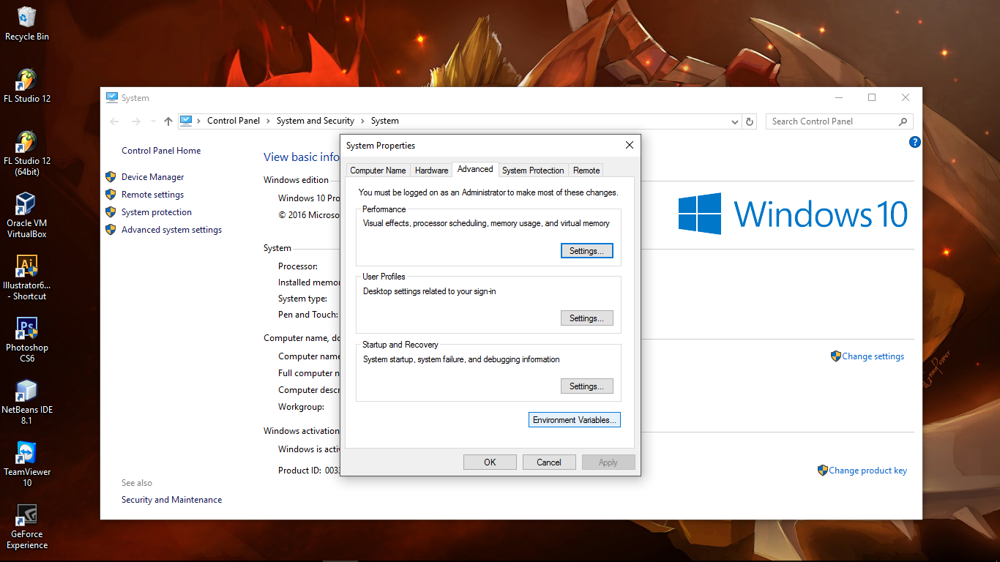 Recycle Bin
FL Studio 12
FL Studio 12
(64bit)
Oracle VM
VirtualBox
Illustrator6...
- Shortcut
Photoshop
CS6
NetBeans IDE
8.1
TeamViewer
10
GeForce
Experience
System
Control Panel
System and Security
System
Search Control Panel
Control Panel Home
Device Manager
Remote settings
System protection
Advanced system settings
See also
Security and Maintenance
View basic info
Windows edition
Windows 10 Pro
© 2016 Microso
System
Processor:
Installed memor
System type:
Pen and Touch:
Computer name, do
Computer name
Full computer n
Computer descr
Workgroup:
Windows activation
Windows is activ
Product ID: 0033
Windows 10
Change settings
Change product key
System Properties
Computer Name
Hardware
Advanced
System Protection
Remote
You must be logged on as an Administrator to make most of these changes.
Performance
Visual effects, processor scheduling, memory usage, and virtual memory
Settings...
User Profiles
Desktop settings related to your sign-in
Settings...
Startup and Recovery
System startup, system failure, and debugging information
Settings...
Environment Variables...
OK
Cancel
Apply